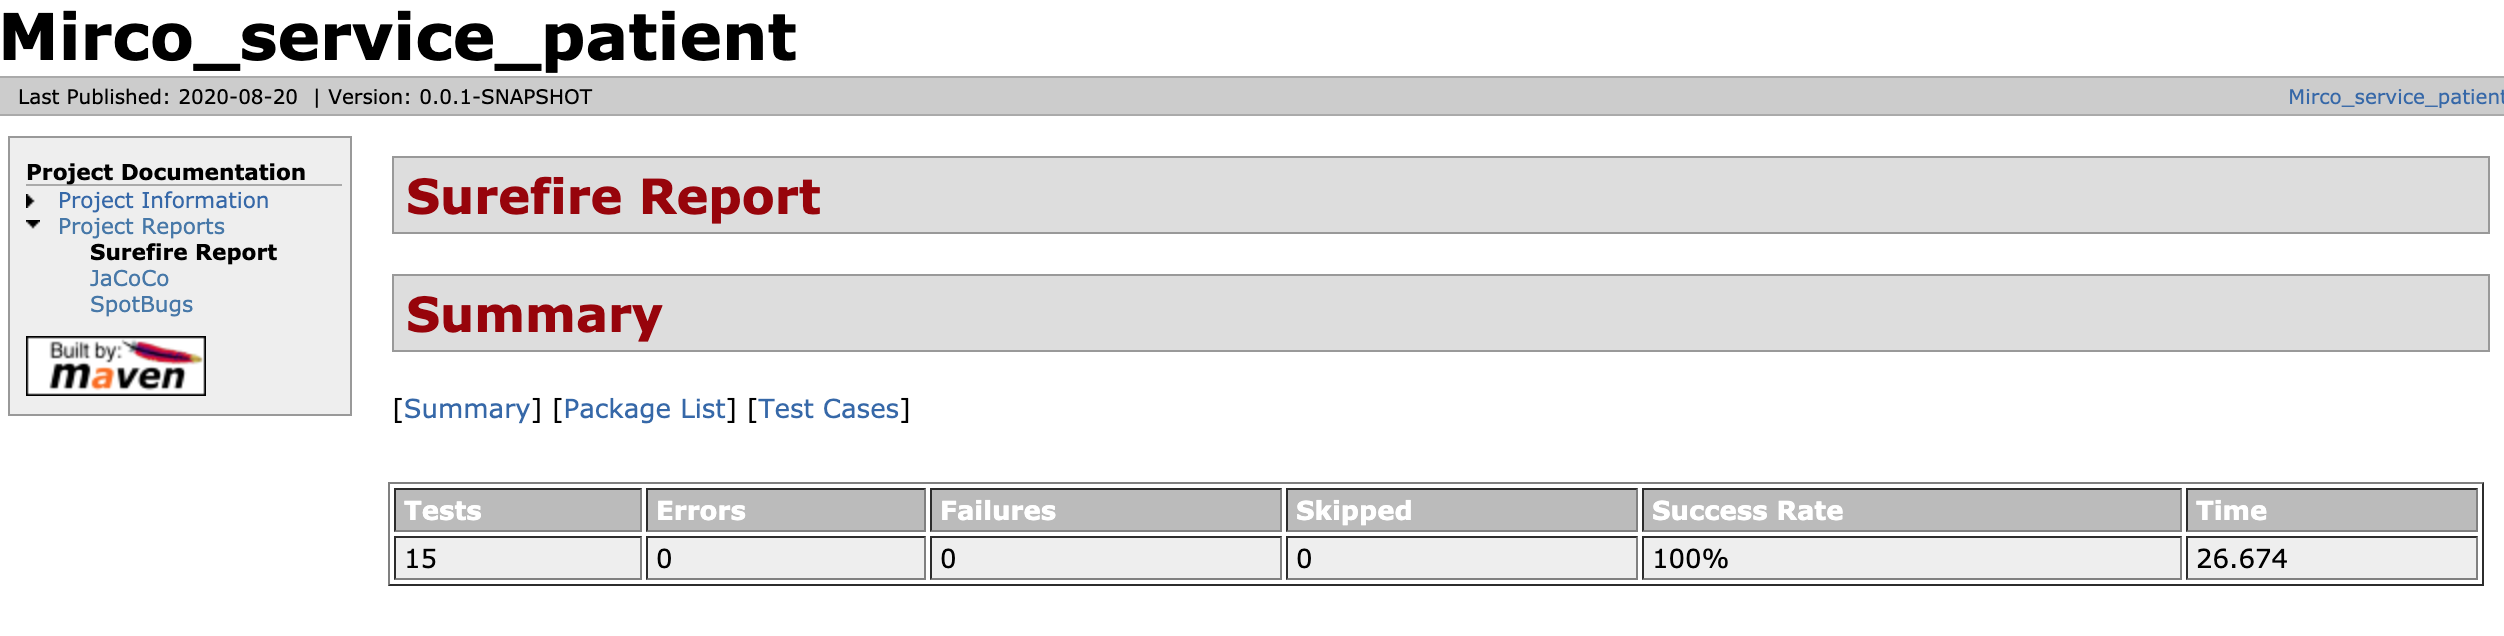 Mirco_service_patient
Last Published: 2020-08-20 | Version: 0.0.1-SNAPSHOT
Mirco_service_patient
Project Documentation
Project Information
Project Reports
Surefire Report
JaCoCo
SpotBugs
Built by:
maven
Surefire Report
Summary
[Summary] [Package List] [Test Cases]
Tests Errors Failures Skipped Success Rate Time
15 0 0 0 100% 26.674